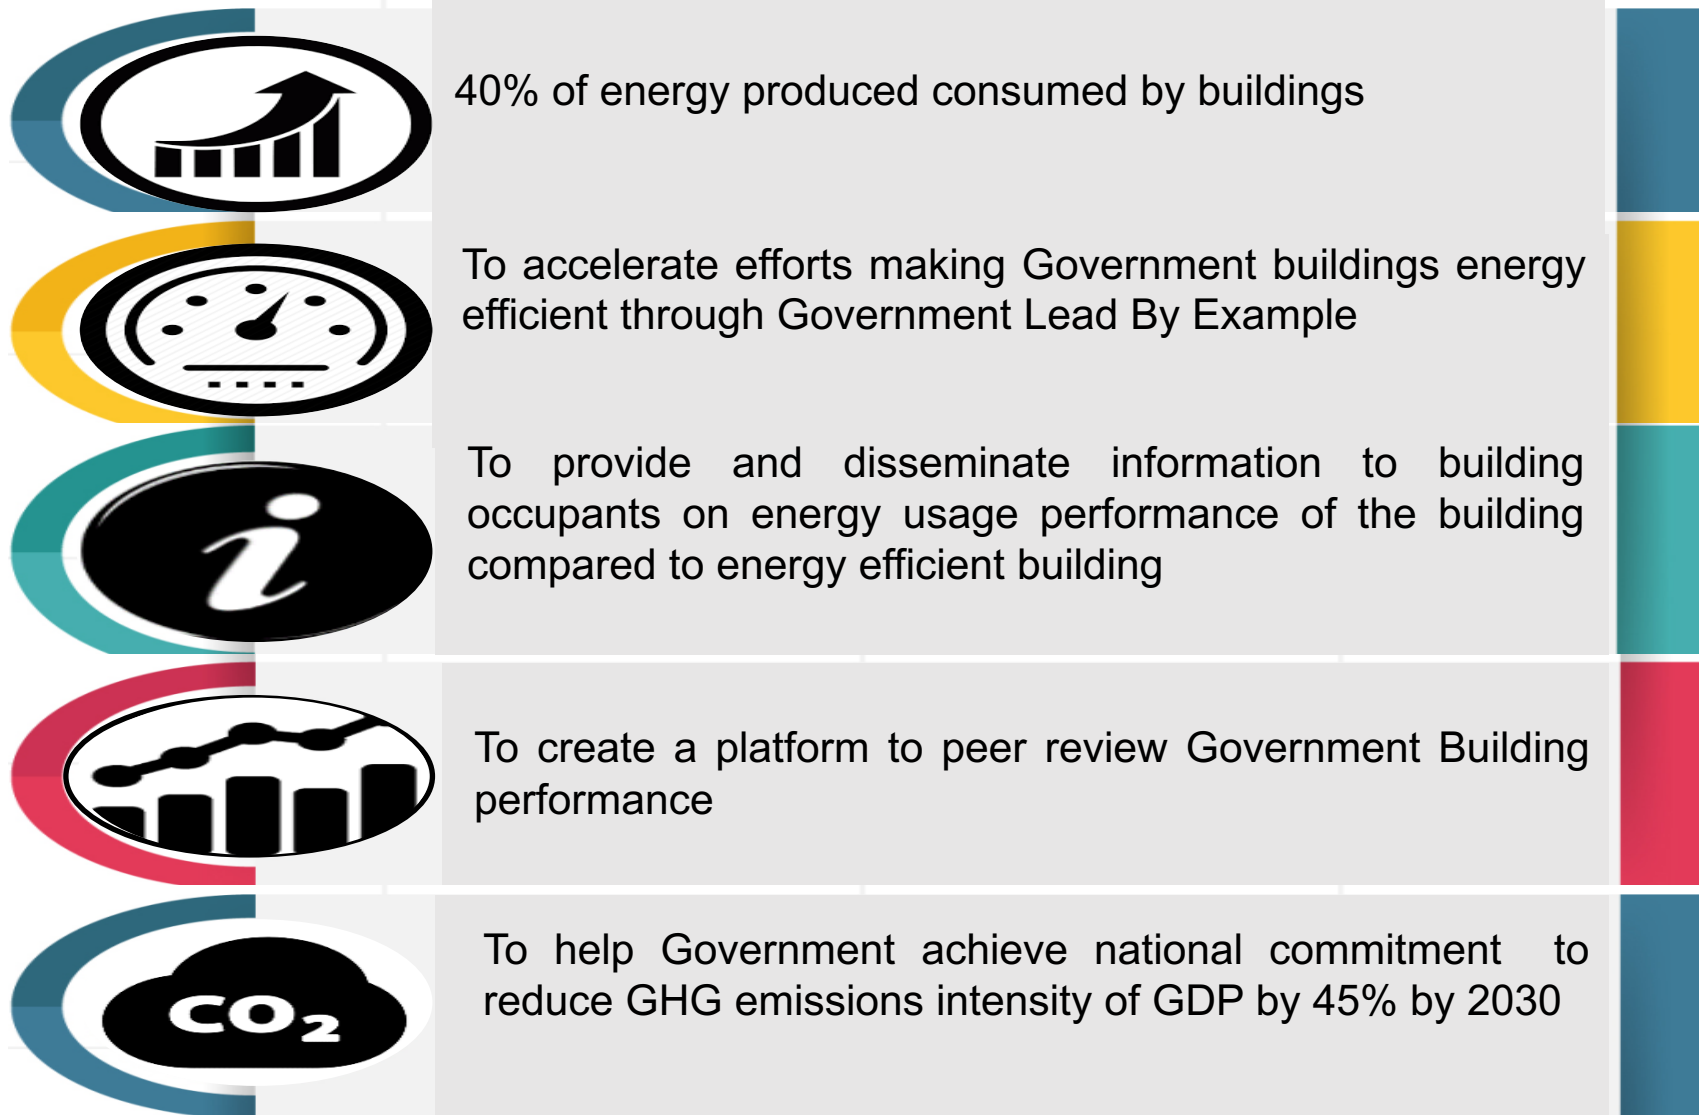 40% of energy produced consumed by buildings
To accelerate efforts making Government buildings energy
efficient through Government Lead By Example
To provide and disseminate information to building
occupants on energy usage performance of the building
compared to energy efficient building
To create a platform to peer review Government Building
performance
CO₂
To help Government achieve national commitment to
reduce GHG emissions intensity of GDP by 45% by 2030